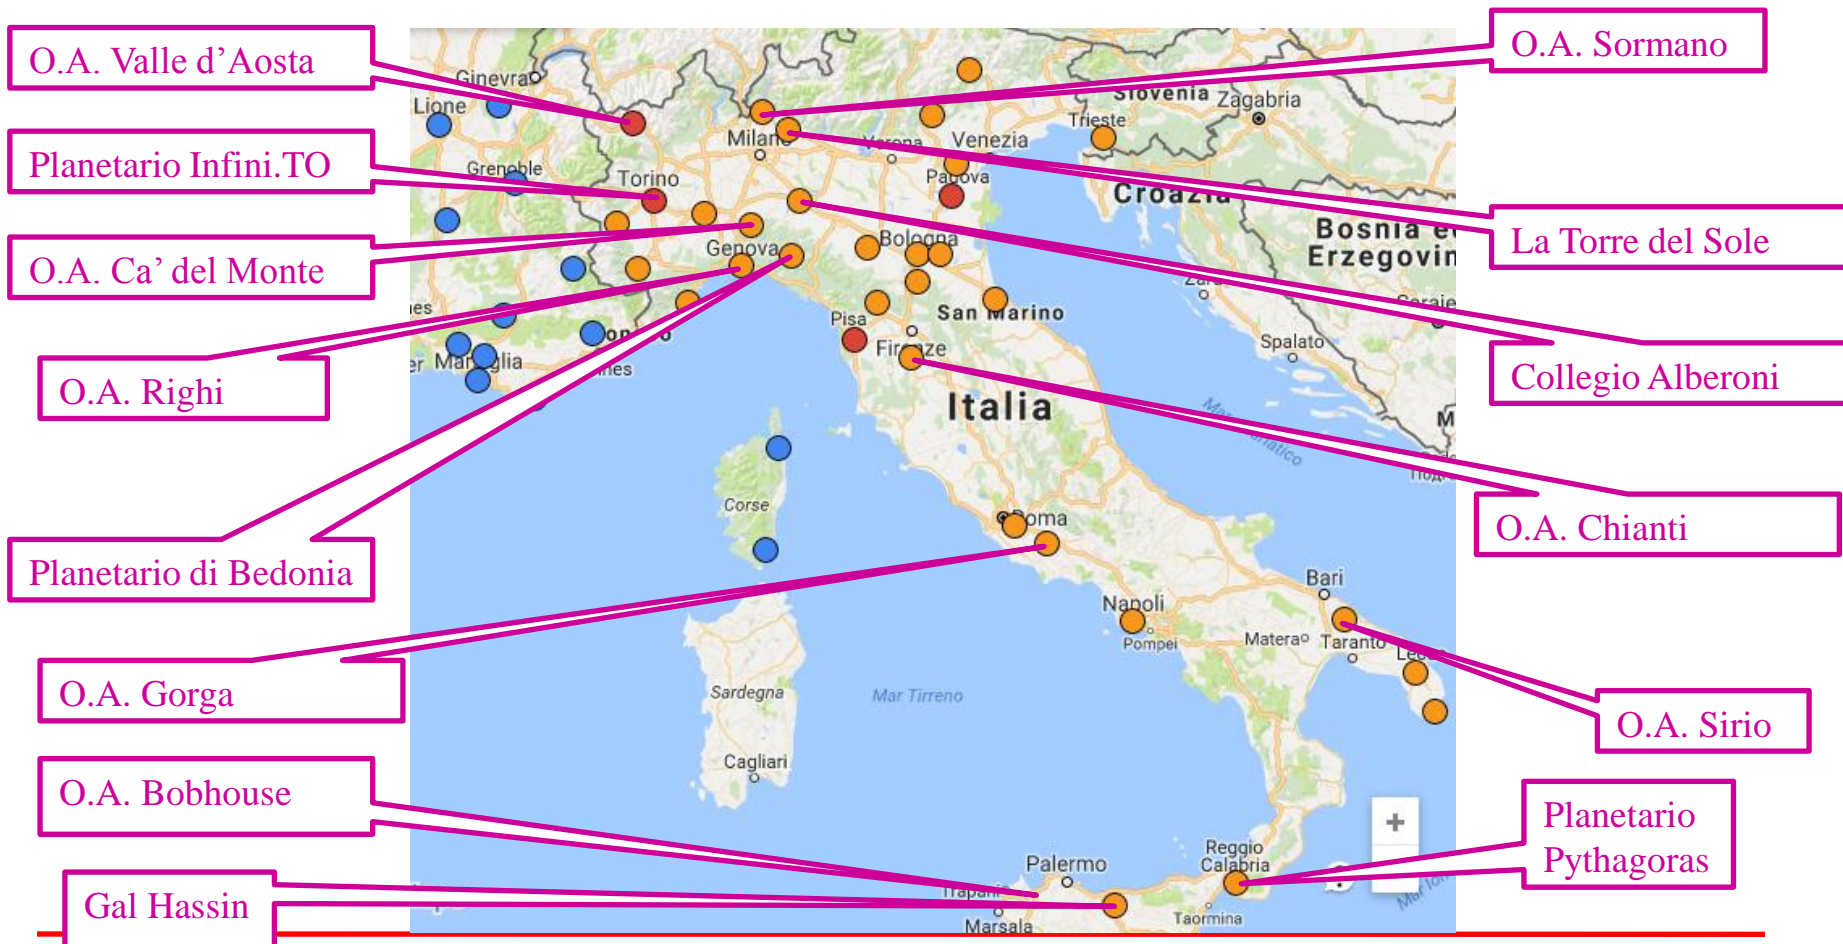 O.A. Valle d'Aosta
Planetario Infini.TO
O.A. Ca' del Monte
O.A. Righi
Planetario di Bedonia
O.A. Gorga
O.A. Bobhouse
Gal Hassin
O.A. Sormano
La Torre del Sole
Collegio Alberoni
O.A. Chianti
O.A. Sirio
Planetario
Pythagoras
Ginevra
Lione
Grenoble
Torino
Milano
Verona
Venezia
Padova
Trieste
Slovenia
Zagabria
Croazia
Genova
Bologna
Bosnia e
Erzegovin
San Marino
Pisa
Firenze
Spalato
Italia
Corse
Roma
Bari
Napoli
Pompei
Matera
Taranto
Sardegna
Mar Tirreno
Cagliari
Palermo
Reggio
Calabria
Trapani
Marsala
Taormina
+